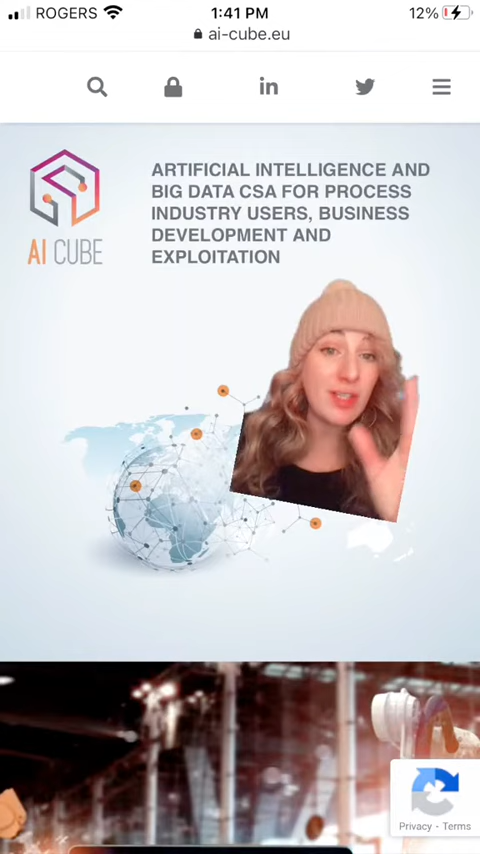 ROGERS 1:41 PM 12%
ai-cube.eu
in
ARTIFICIAL INTELLIGENCE AND
BIG DATA CSA FOR PROCESS
INDUSTRY USERS, BUSINESS
DEVELOPMENT AND
EXPLOITATION
AI CUBE
Privacy - Terms